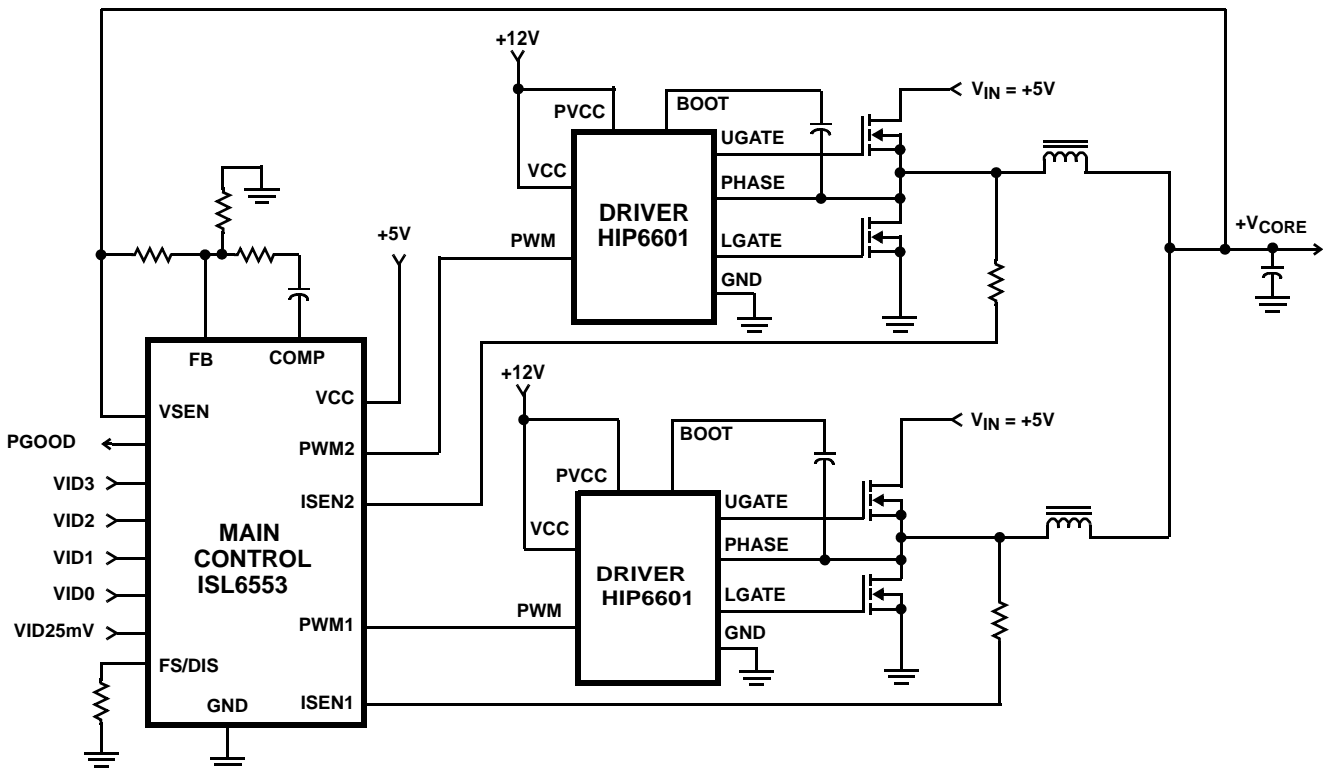 +12V
PVCC
BOOT
V_IN = +5V
UGATE
VCC
PHASE
DRIVER
HIP6601
+5V
PWM
LGATE
+V_CORE
GND
FB
COMP
+12V
VCC
VSEN
BOOT
V_IN = +5V
PGOOD
PWM2
PVCC
VID3
ISEN2
UGATE
VID2
VCC
MAIN
CONTROL
ISL6553
PHASE
VID1
DRIVER
HIP6601
VID0
LGATE
PWM
VID25mV
PWM1
GND
FS/DIS
GND
ISEN1